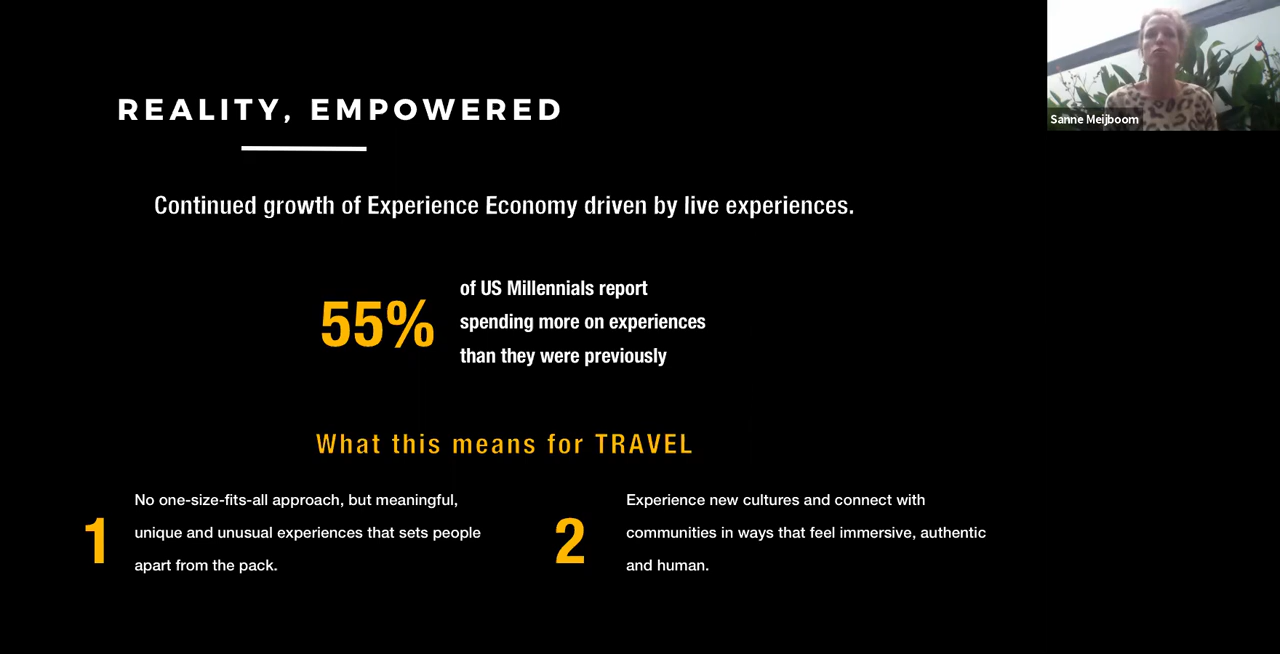 REALITY, EMPOWERED
Sanne Meijboom
Continued growth of Experience Economy driven by live experiences.
55%
of US Millennials report
spending more on experiences
than they were previously
What this means for TRAVEL
1
No one-size-fits-all approach, but meaningful,
unique and unusual experiences that sets people
apart from the pack.
2
Experience new cultures and connect with
communities in ways that feel immersive, authentic
and human.